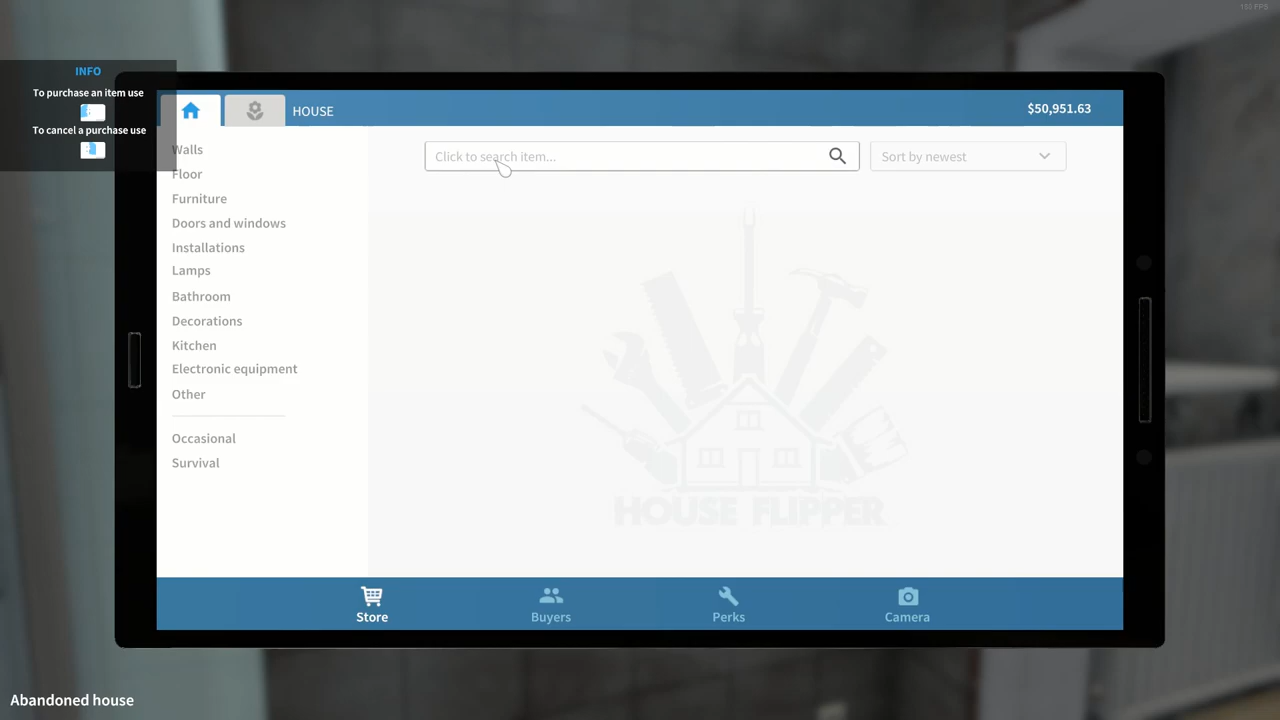 130 FPS
INFO
To purchase an item use
To cancel a purchase use
HOUSE
$50,951.63
Walls
Floor
Furniture
Doors and windows
Installations
Lamps
Bathroom
Decorations
Kitchen
Electronic equipment
Other
Occasional
Survival
Click to search item...
Sort by newest
HOUSE FLIPPER
Store
Buyers
Perks
Camera
Abandoned house